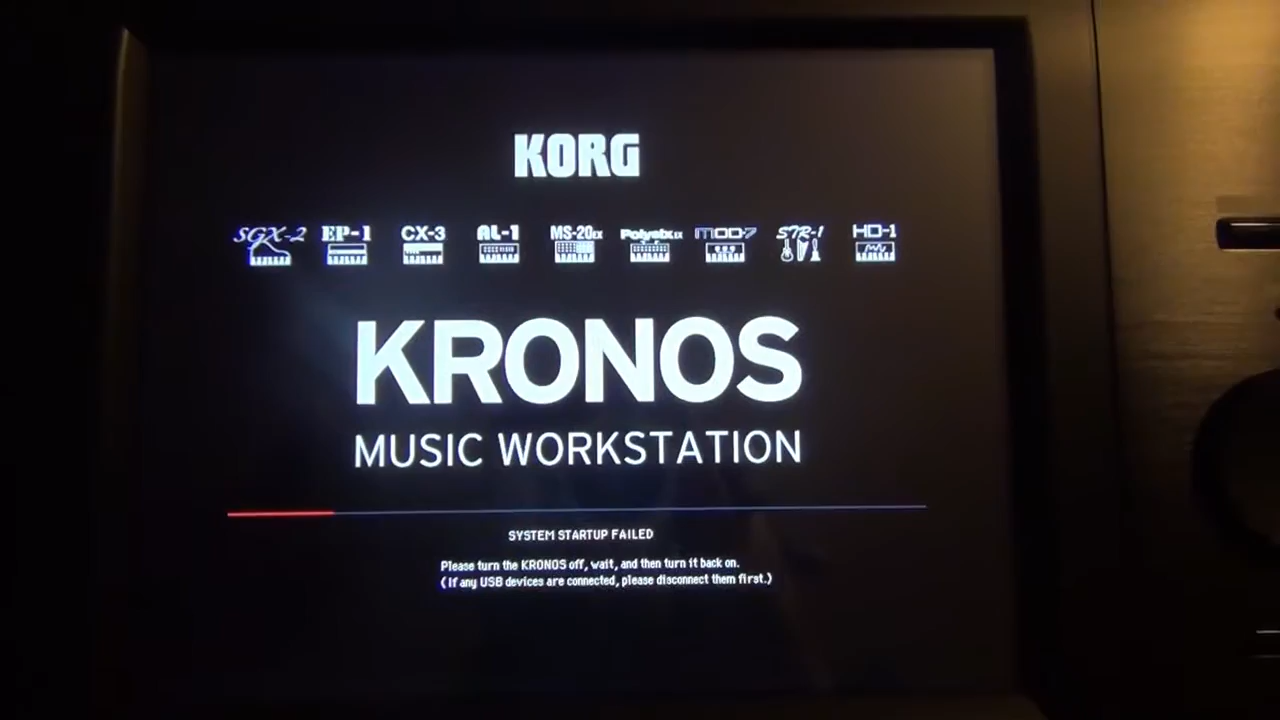 KORG
SGX-2 EP-1 CX-3 AL-1 MS-20EX PolysixEX MOD-7 STR-1 HD-1
KRONOS
MUSIC WORKSTATION
SYSTEM STARTUP FAILED
Please turn the KRONOS off, wait, and then turn it back on.
(If any USB devices are connected, please disconnect them first.)